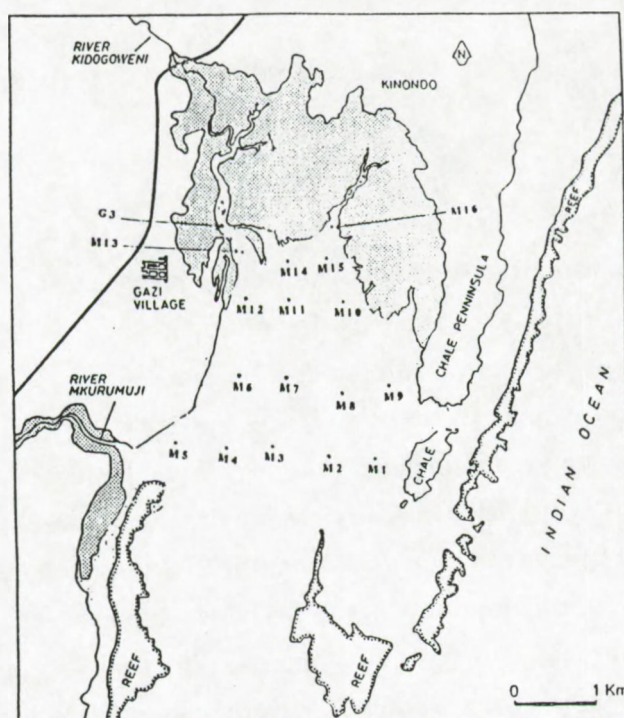 RIVER
KIDOGOWENI
N
KINONDO
REEF
G3
M16
M13
M14
M15
GAZI
VILLAGE
M12
M11
M10
CHALE PENNINSULA
RIVER
MKURUMUJI
M6
M7
M8
M9
INDIAN OCEAN
M5
M4
M3
M2
M1
CHALE
REEF
REEF
0 1 Km